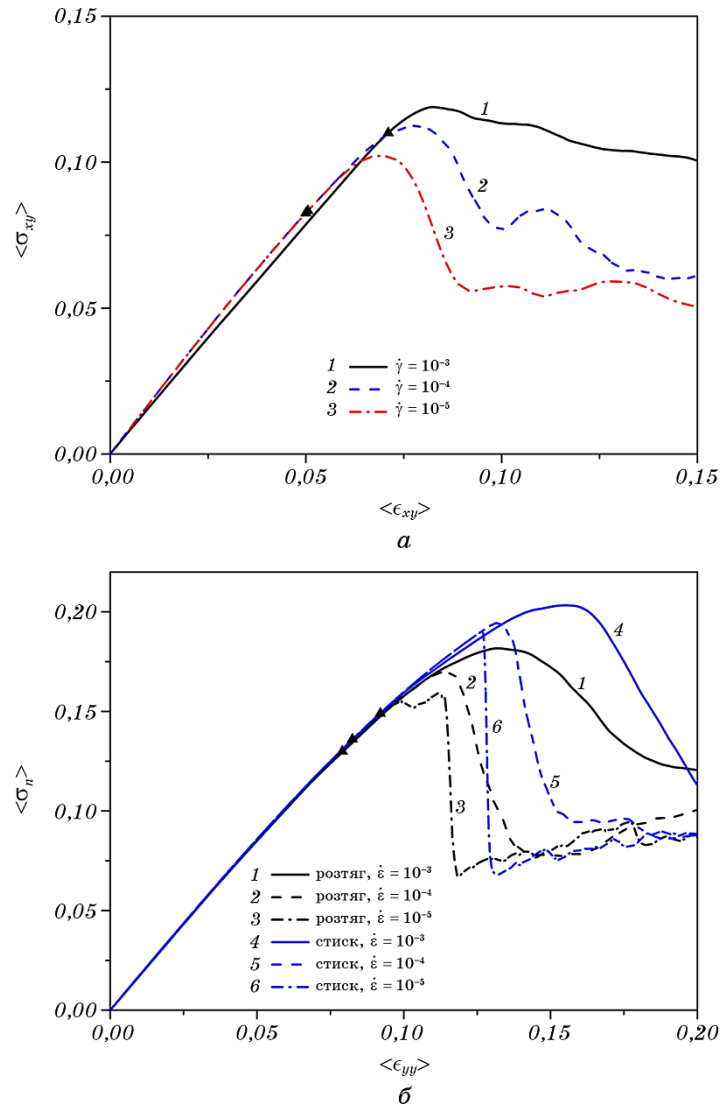 0,15
0,10
0,05
0,00
<σxy>
1
2
3
1 γ̇ = 10⁻³
2 γ̇ = 10⁻⁴
3 γ̇ = 10⁻⁵
0,00 0,05 0,10 0,15
<ϵxy>
а
0,20
0,15
0,10
0,05
0,00
<σn>
4
2
1
6
3
5
1 розтяг, ε̇ = 10⁻³
2 розтяг, ε̇ = 10⁻⁴
3 розтяг, ε̇ = 10⁻⁵
4 стиск, ε̇ = 10⁻³
5 стиск, ε̇ = 10⁻⁴
6 стиск, ε̇ = 10⁻⁵
0,00 0,05 0,10 0,15 0,20
<ϵyy>
б